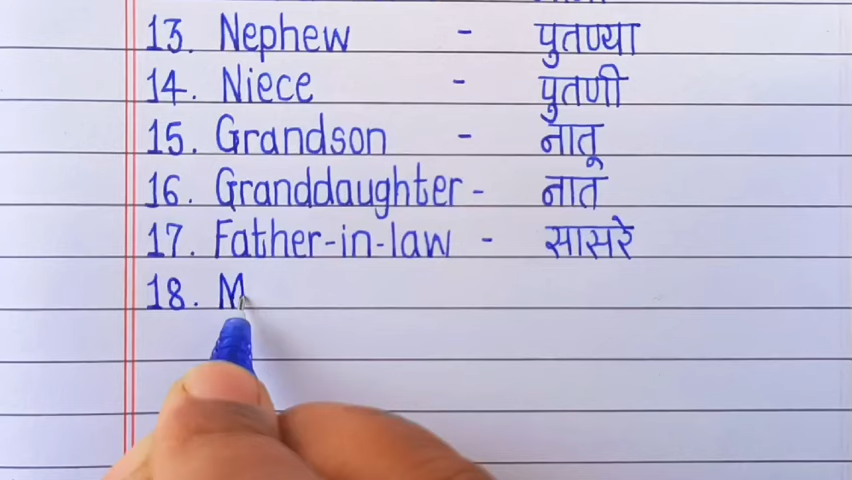 13. Nephew - पुतण्या
14. Niece - पुतणी
15. Grandson - नातू
16. Granddaughter - नात
17. Father-in-law - सासरे
18. M